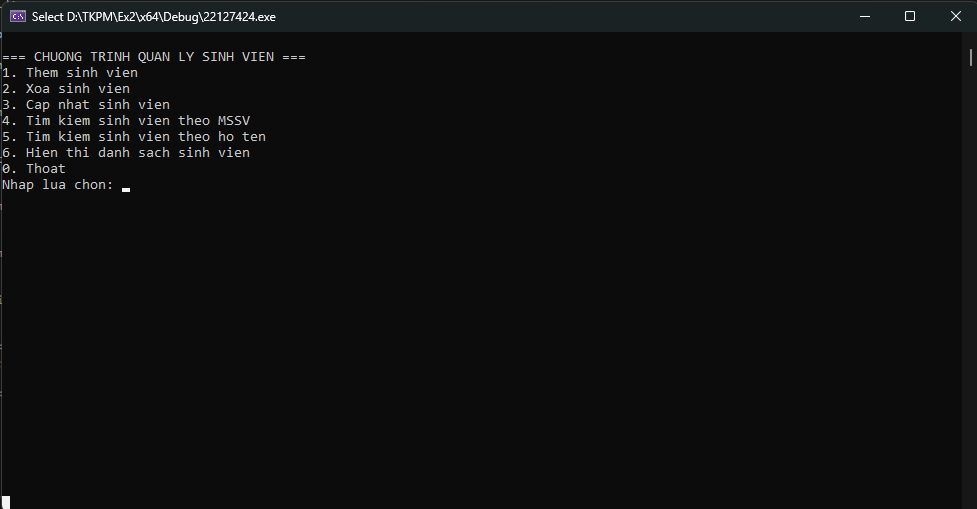 Select D:\TKPM\Ex2\x64\Debug\22127424.exe
=== CHUONG TRINH QUAN LY SINH VIEN ===
1. Them sinh vien
2. Xoa sinh vien
3. Cap nhat sinh vien
4. Tim kiem sinh vien theo MSSV
5. Tim kiem sinh vien theo ho ten
6. Hien thi danh sach sinh vien
0. Thoat
Nhap lua chon: